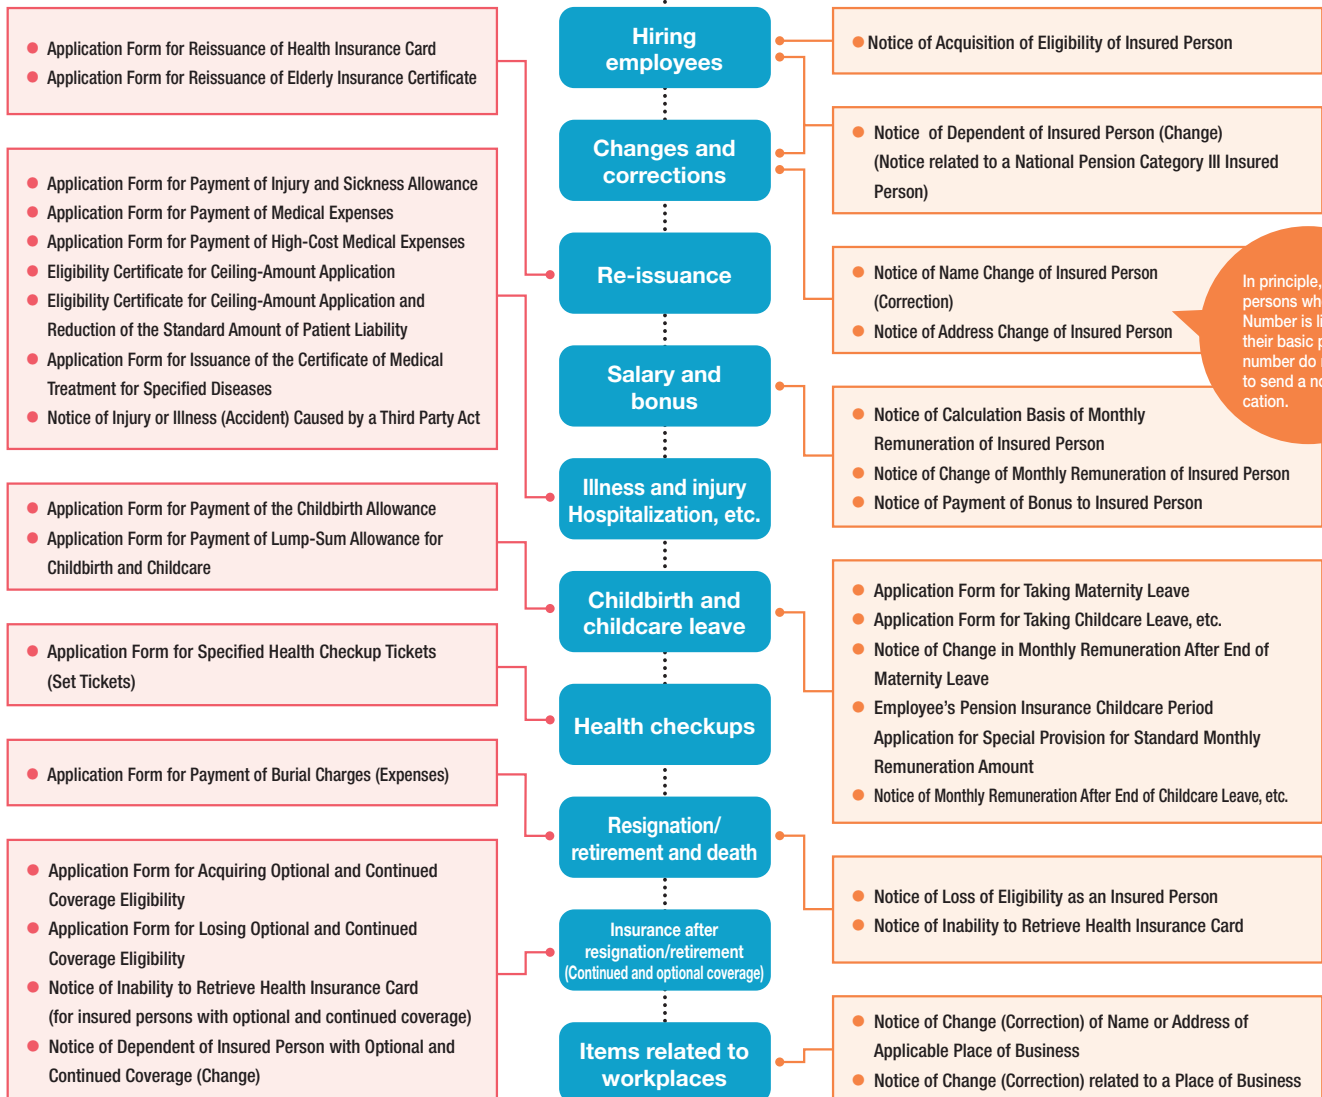 Application Form for Reissuance of Health Insurance Card
Application Form for Reissuance of Elderly Insurance Certificate
Application Form for Payment of Injury and Sickness Allowance
Application Form for Payment of Medical Expenses
Application Form for Payment of High-Cost Medical Expenses
Eligibility Certificate for Ceiling-Amount Application
Eligibility Certificate for Ceiling-Amount Application and
Reduction of the Standard Amount of Patient Liability
Application Form for Issuance of the Certificate of Medical
Treatment for Specified Diseases
Notice of Injury or Illness (Accident) Caused by a Third Party Act
Application Form for Payment of the Childbirth Allowance
Application Form for Payment of Lump-Sum Allowance for
Childbirth and Childcare
Application Form for Specified Health Checkup Tickets
(Set Tickets)
Application Form for Payment of Burial Charges (Expenses)
Application Form for Acquiring Optional and Continued
Coverage Eligibility
Application Form for Losing Optional and Continued
Coverage Eligibility
Notice of Inability to Retrieve Health Insurance Card
(for insured persons with optional and continued coverage)
Notice of Dependent of Insured Person with Optional and
Continued Coverage (Change)
Hiring
employees
Changes and
corrections
Re-issuance
Salary and
bonus
Illness and injury
Hospitalization, etc.
Childbirth and
childcare leave
Health checkups
Resignation/
retirement and death
Insurance after
resignation/retirement
(Continued and optional coverage)
Items related to
workplaces
Notice of Acquisition of Eligibility of Insured Person
Notice of Dependent of Insured Person (Change)
(Notice related to a National Pension Category III Insured
Person)
Notice of Name Change of Insured Person
(Correction)
Notice of Address Change of Insured Person
In principle,
persons wh
Number is li
their basic p
number do
to send a no
cation.
Notice of Calculation Basis of Monthly
Remuneration of Insured Person
Notice of Change of Monthly Remuneration of Insured Person
Notice of Payment of Bonus to Insured Person
Application Form for Taking Maternity Leave
Application Form for Taking Childcare Leave, etc.
Notice of Change in Monthly Remuneration After End of
Maternity Leave
Employee's Pension Insurance Childcare Period
Application for Special Provision for Standard Monthly
Remuneration Amount
Notice of Monthly Remuneration After End of Childcare Leave, etc.
Notice of Loss of Eligibility as an Insured Person
Notice of Inability to Retrieve Health Insurance Card
Notice of Change (Correction) of Name or Address of
Applicable Place of Business
Notice of Change (Correction) related to a Place of Business